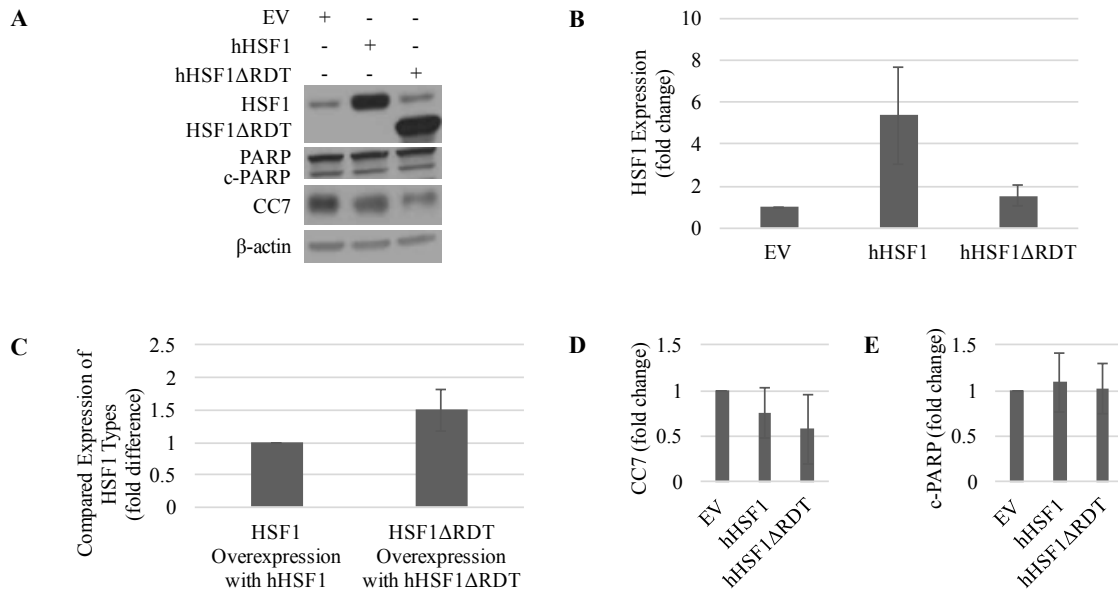 A
EV + - -
hHSF1 - + -
hHSF1ΔRDT - - +
HSF1
HSF1ΔRDT
PARP
c-PARP
CC7
β-actin
B
HSF1 Expression
(fold change)
10
8
6
4
2
0
EV hHSF1 hHSF1ΔRDT
C
Compared Expression of
HSF1 Types
(fold difference)
2.5
2
1.5
1
0.5
0
HSF1
Overexpression
with hHSF1
HSF1ΔRDT
Overexpression
with hHSF1ΔRDT
D
CC7 (fold change)
1.5
1
0.5
0
EV
hHSF1
hHSF1ΔRDT
E
c-PARP (fold change)
1.5
1
0.5
0
EV
hHSF1
hHSF1ΔRDT